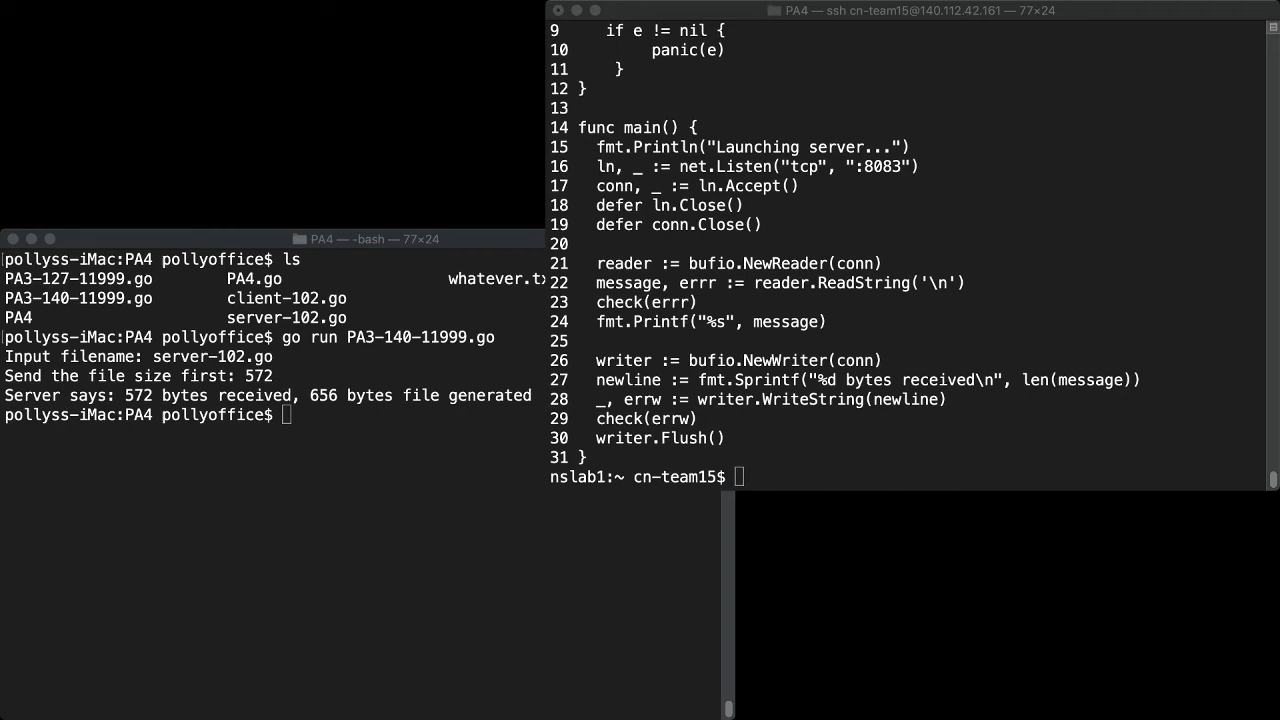 PA4 — ssh cn-team15@140.112.42.161 — 77×24
9    if e != nil {
10         panic(e)
11     }
12 }
13
14 func main() {
15   fmt.Println("Launching server...")
16   ln, _ := net.Listen("tcp", ":8083")
17   conn, _ := ln.Accept()
18   defer ln.Close()
19   defer conn.Close()
20
21   reader := bufio.NewReader(conn)
22   message, errr := reader.ReadString('\n')
23   check(errr)
24   fmt.Printf("%s", message)
25
26   writer := bufio.NewWriter(conn)
27   newline := fmt.Sprintf("%d bytes received\n", len(message))
28   _, errw := writer.WriteString(newline)
29   check(errw)
30   writer.Flush()
31 }
nslab1:~ cn-team15$
PA4 — -bash — 77×24
pollyss-iMac:PA4 pollyoffice$ ls
PA3-127-11999.go        PA4.go                  whatever.tx
PA3-140-11999.go        client-102.go
PA4                     server-102.go
pollyss-iMac:PA4 pollyoffice$ go run PA3-140-11999.go
Input filename: server-102.go
Send the file size first: 572
Server says: 572 bytes received, 656 bytes file generated
pollyss-iMac:PA4 pollyoffice$